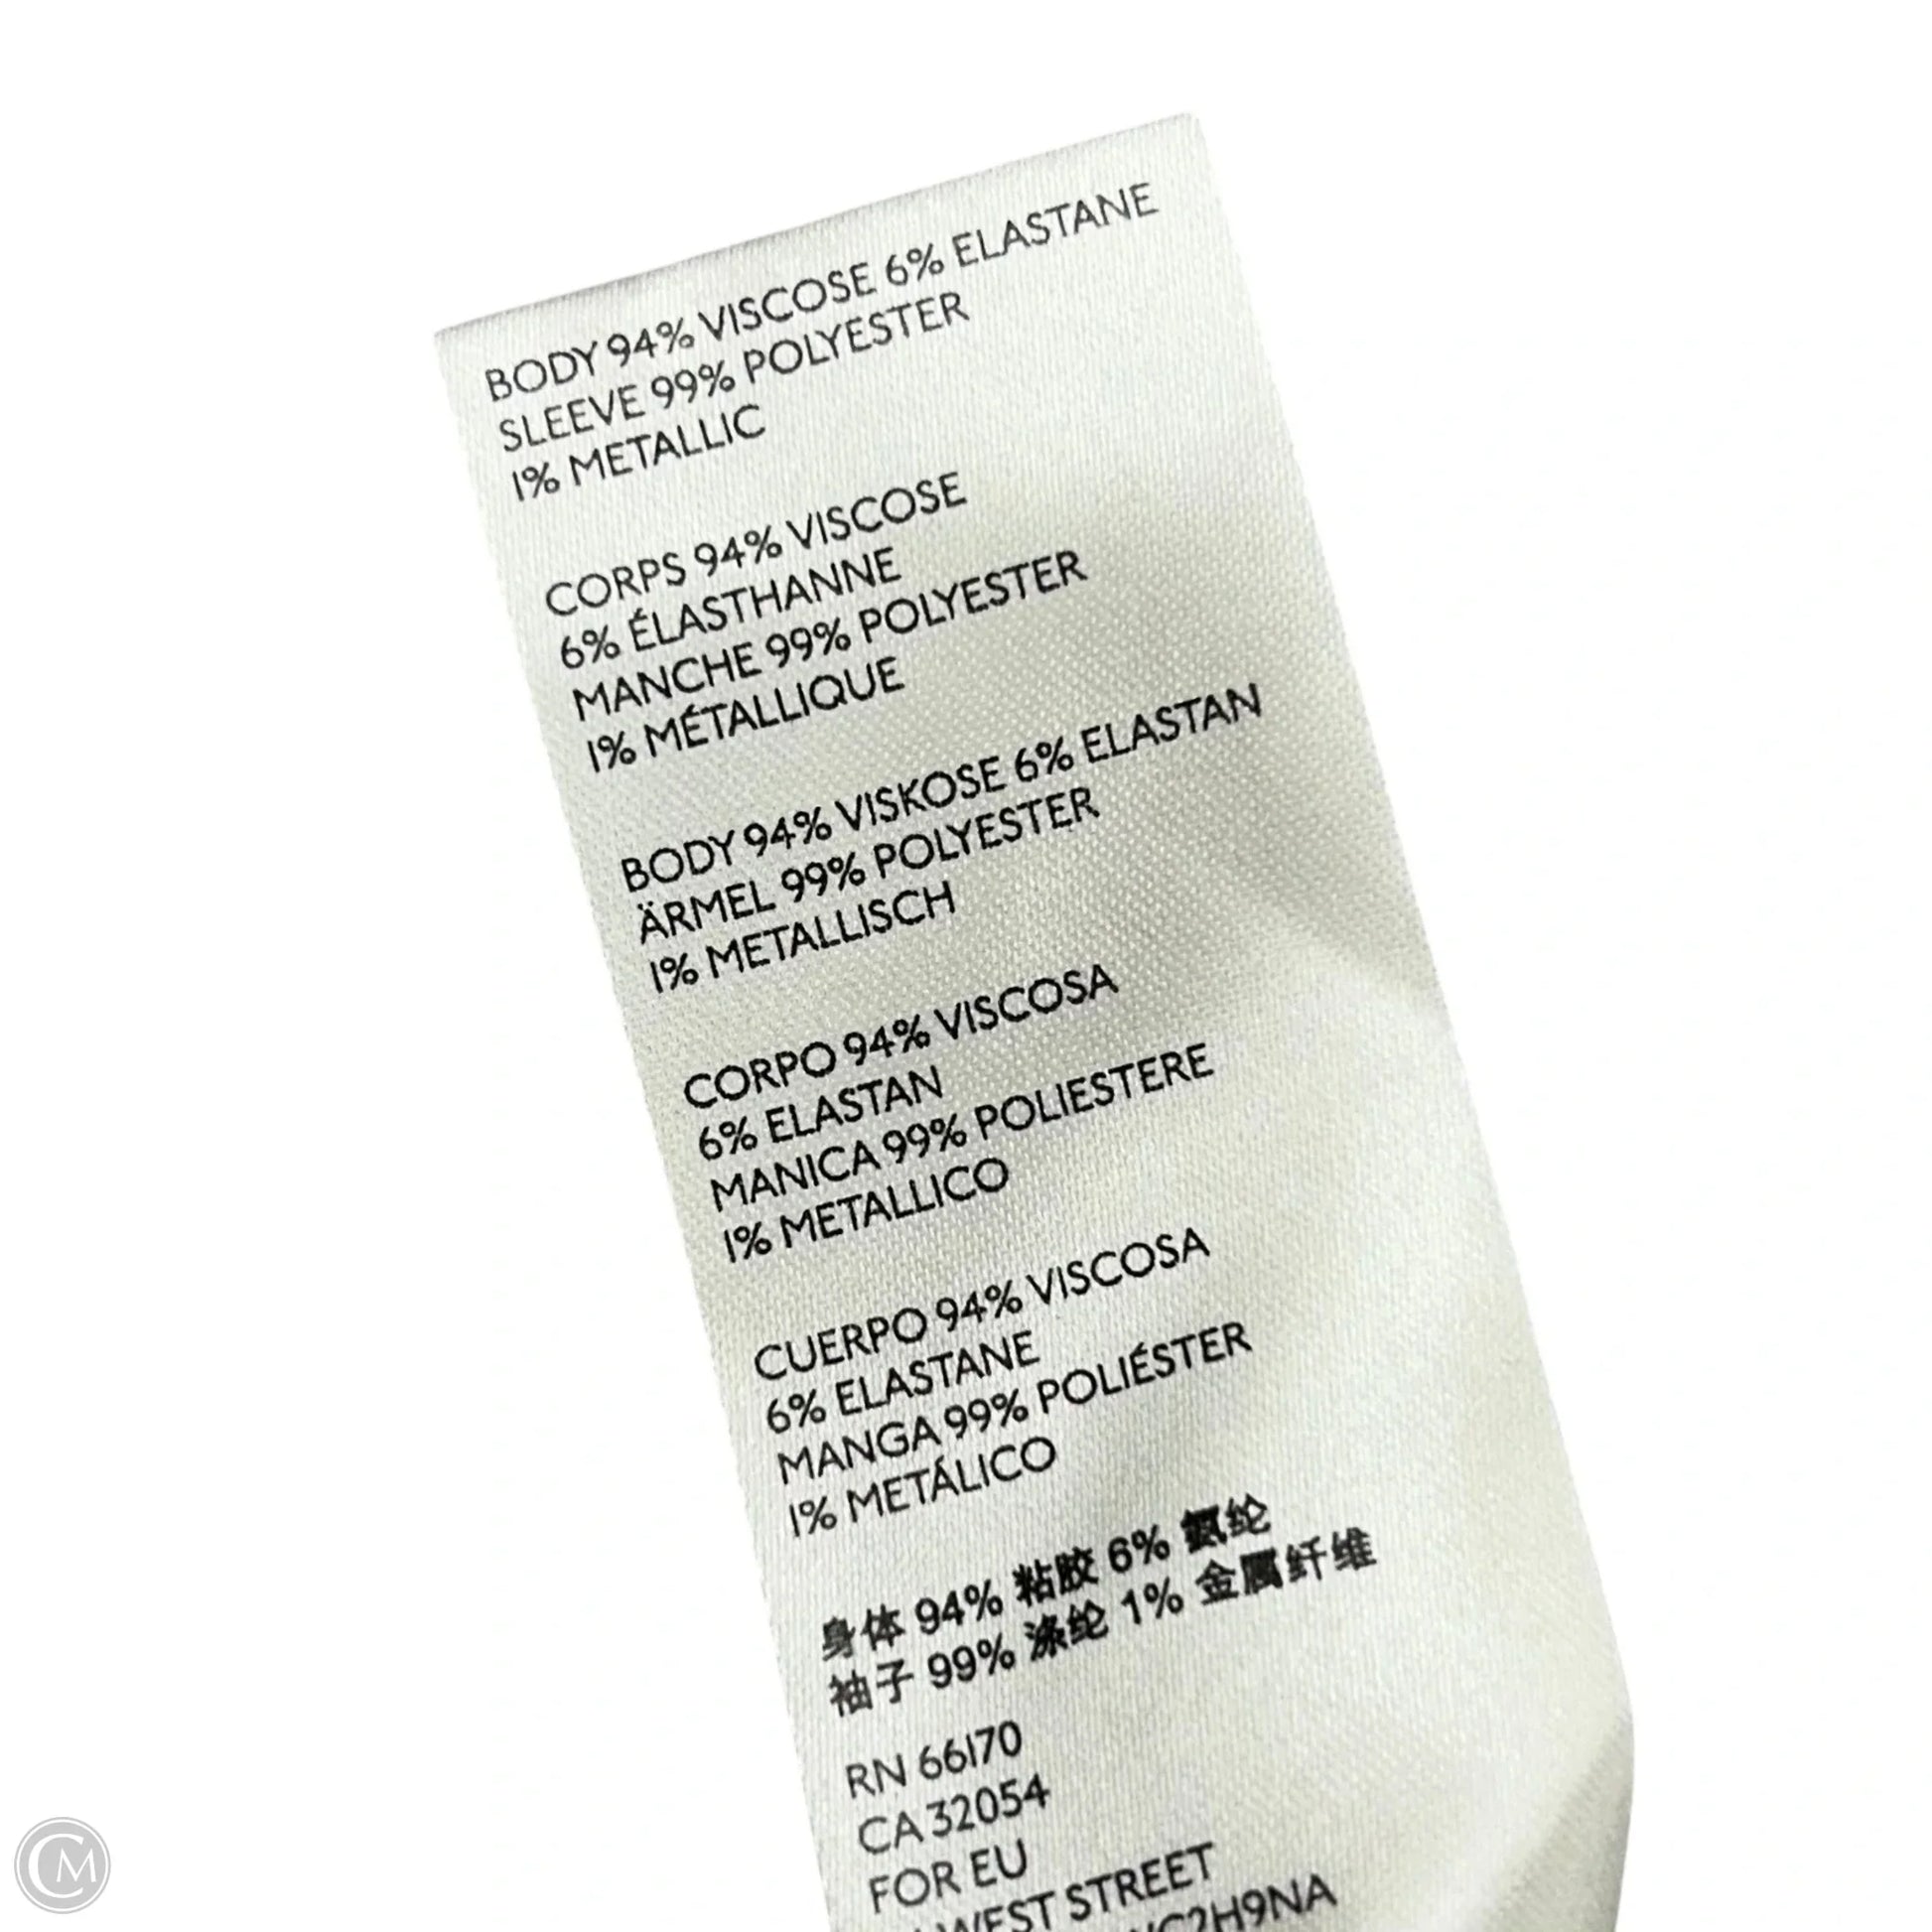 BODY 94% VISCOSE 6% ELASTANE
SLEEVE 99% POLYESTER
1% METALLIC
CORPS 94% VISCOSE
6% ÉLASTHANNE
MANCHE 99% POLYESTER
1% MÉTALLIQUE
BODY 94% VISKOSE 6% ELASTAN
ÄRMEL 99% POLYESTER
1% METALLISCH
CORPO 94% VISCOSA
6% ELASTAN
MANICA 99% POLIESTERE
1% METALLICO
CUERPO 94% VISCOSA
6% ELASTANE
MANGA 99% POLIÉSTER
1% METÁLICO
身体 94% 粘胶 6% 氨纶
袖子 99% 涤纶 1% 金属纤维
RN 66170
CA 32054
FOR EU
WEST STREET
CM